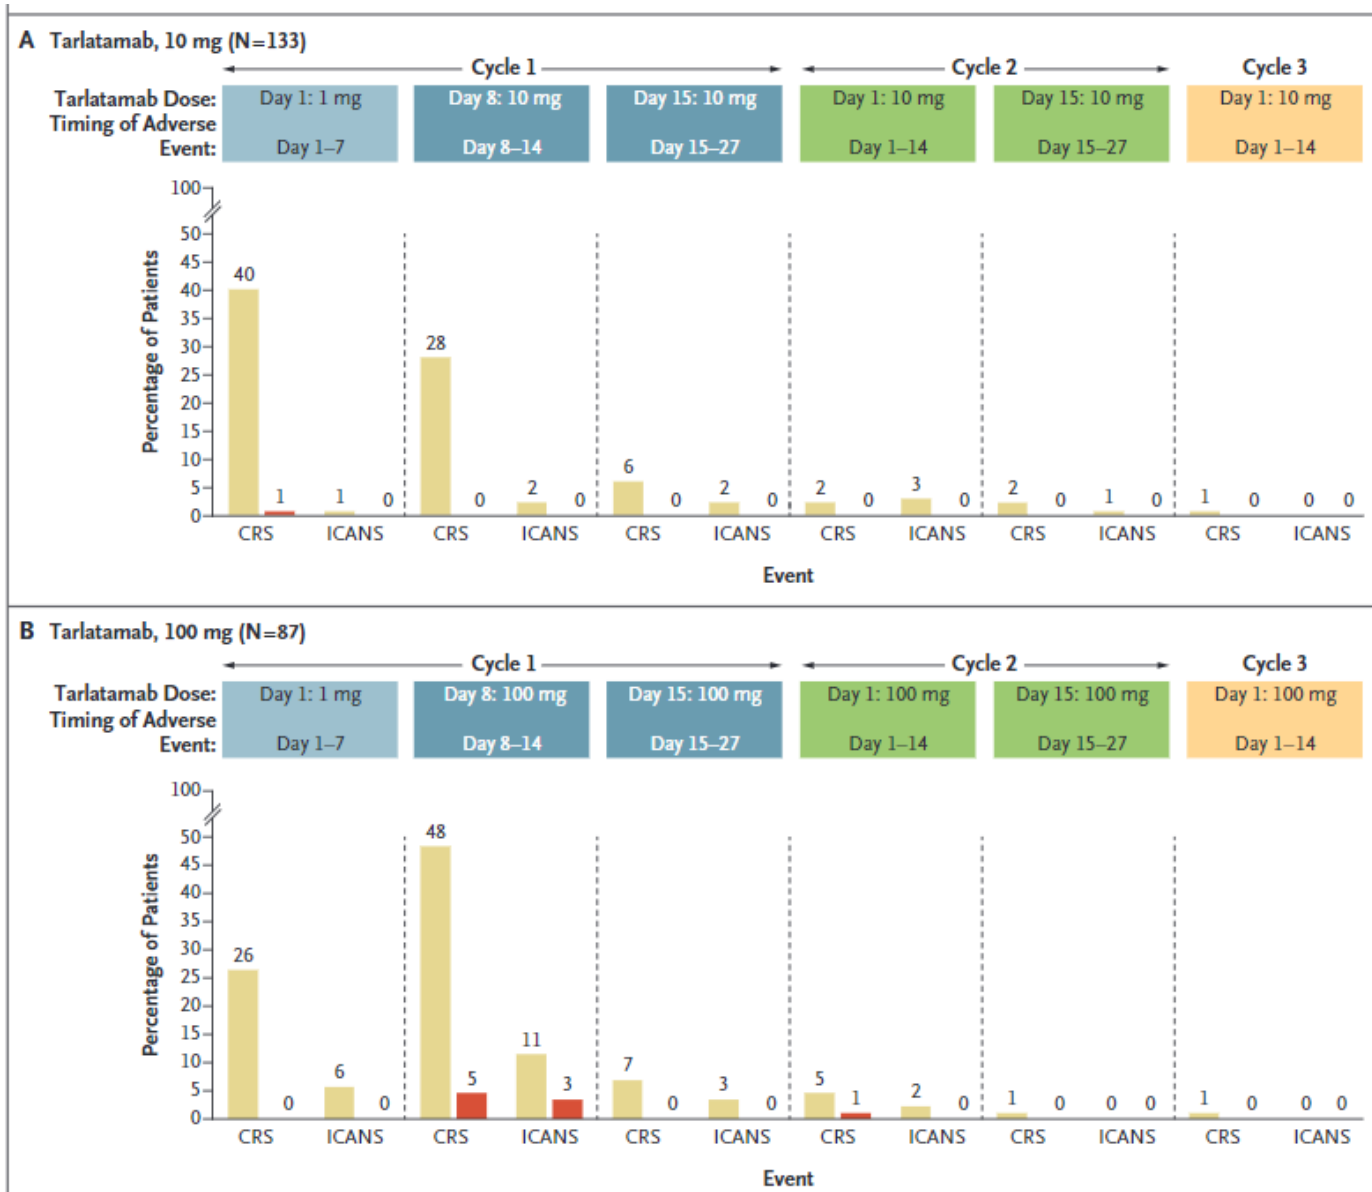 A Tarlatamab, 10 mg (N=133)
Cycle 1 Cycle 2 Cycle 3
Tarlatamab Dose: Day 1: 1 mg Day 8: 10 mg Day 15: 10 mg Day 1: 10 mg Day 15: 10 mg Day 1: 10 mg
Timing of Adverse
Event: Day 1–7 Day 8–14 Day 15–27 Day 1–14 Day 15–27 Day 1–14
Percentage of Patients
100
50
45
40
35
30
25
20
15
10
5
0
40 1 1 0 28 0 2 0 6 0 2 0 2 0 3 0 2 0 1 0 1 0 0 0
CRS ICANS CRS ICANS CRS ICANS CRS ICANS CRS ICANS CRS ICANS
Event
B Tarlatamab, 100 mg (N=87)
Cycle 1 Cycle 2 Cycle 3
Tarlatamab Dose: Day 1: 1 mg Day 8: 100 mg Day 15: 100 mg Day 1: 100 mg Day 15: 100 mg Day 1: 100 mg
Timing of Adverse
Event: Day 1–7 Day 8–14 Day 15–27 Day 1–14 Day 15–27 Day 1–14
Percentage of Patients
100
50
45
40
35
30
25
20
15
10
5
0
26 0 6 0 48 5 11 3 7 0 3 0 5 1 2 0 1 0 0 0 1 0 0 0
CRS ICANS CRS ICANS CRS ICANS CRS ICANS CRS ICANS CRS ICANS
Event